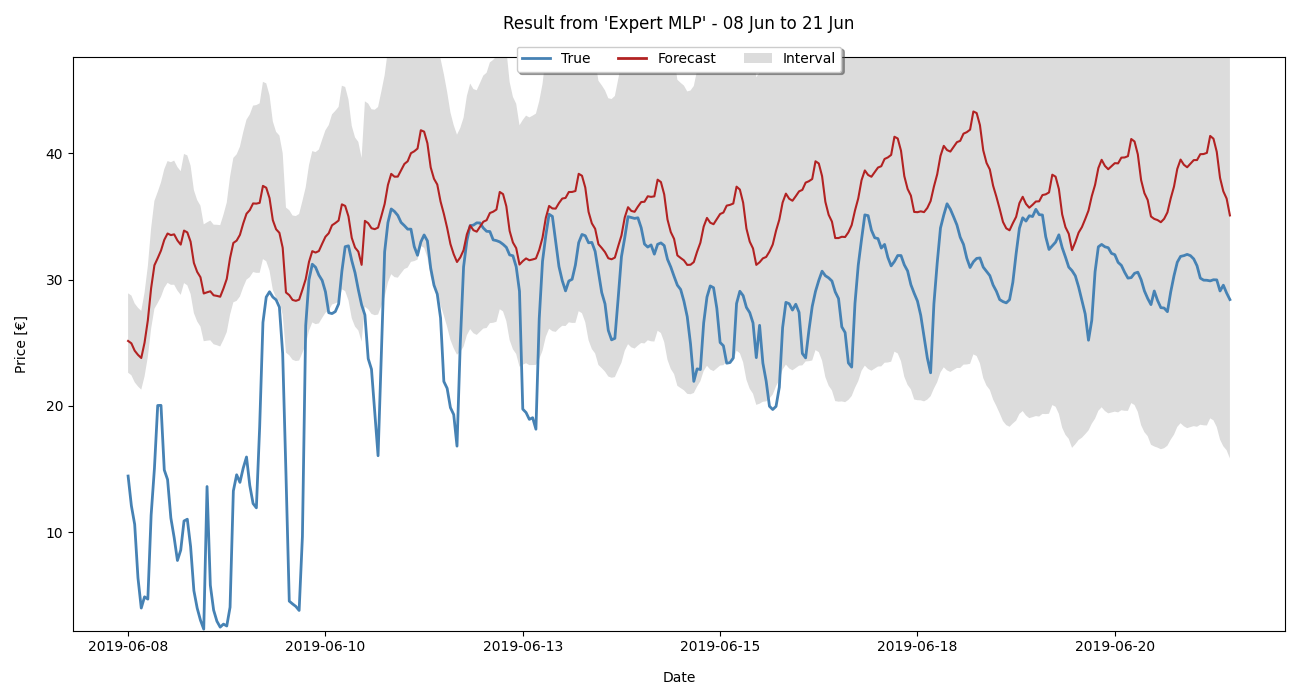 Result from 'Expert MLP' - 08 Jun to 21 Jun
True Forecast Interval
Price [€]
40
30
20
10
2019-06-08 2019-06-10 2019-06-13 2019-06-15 2019-06-18 2019-06-20
Date